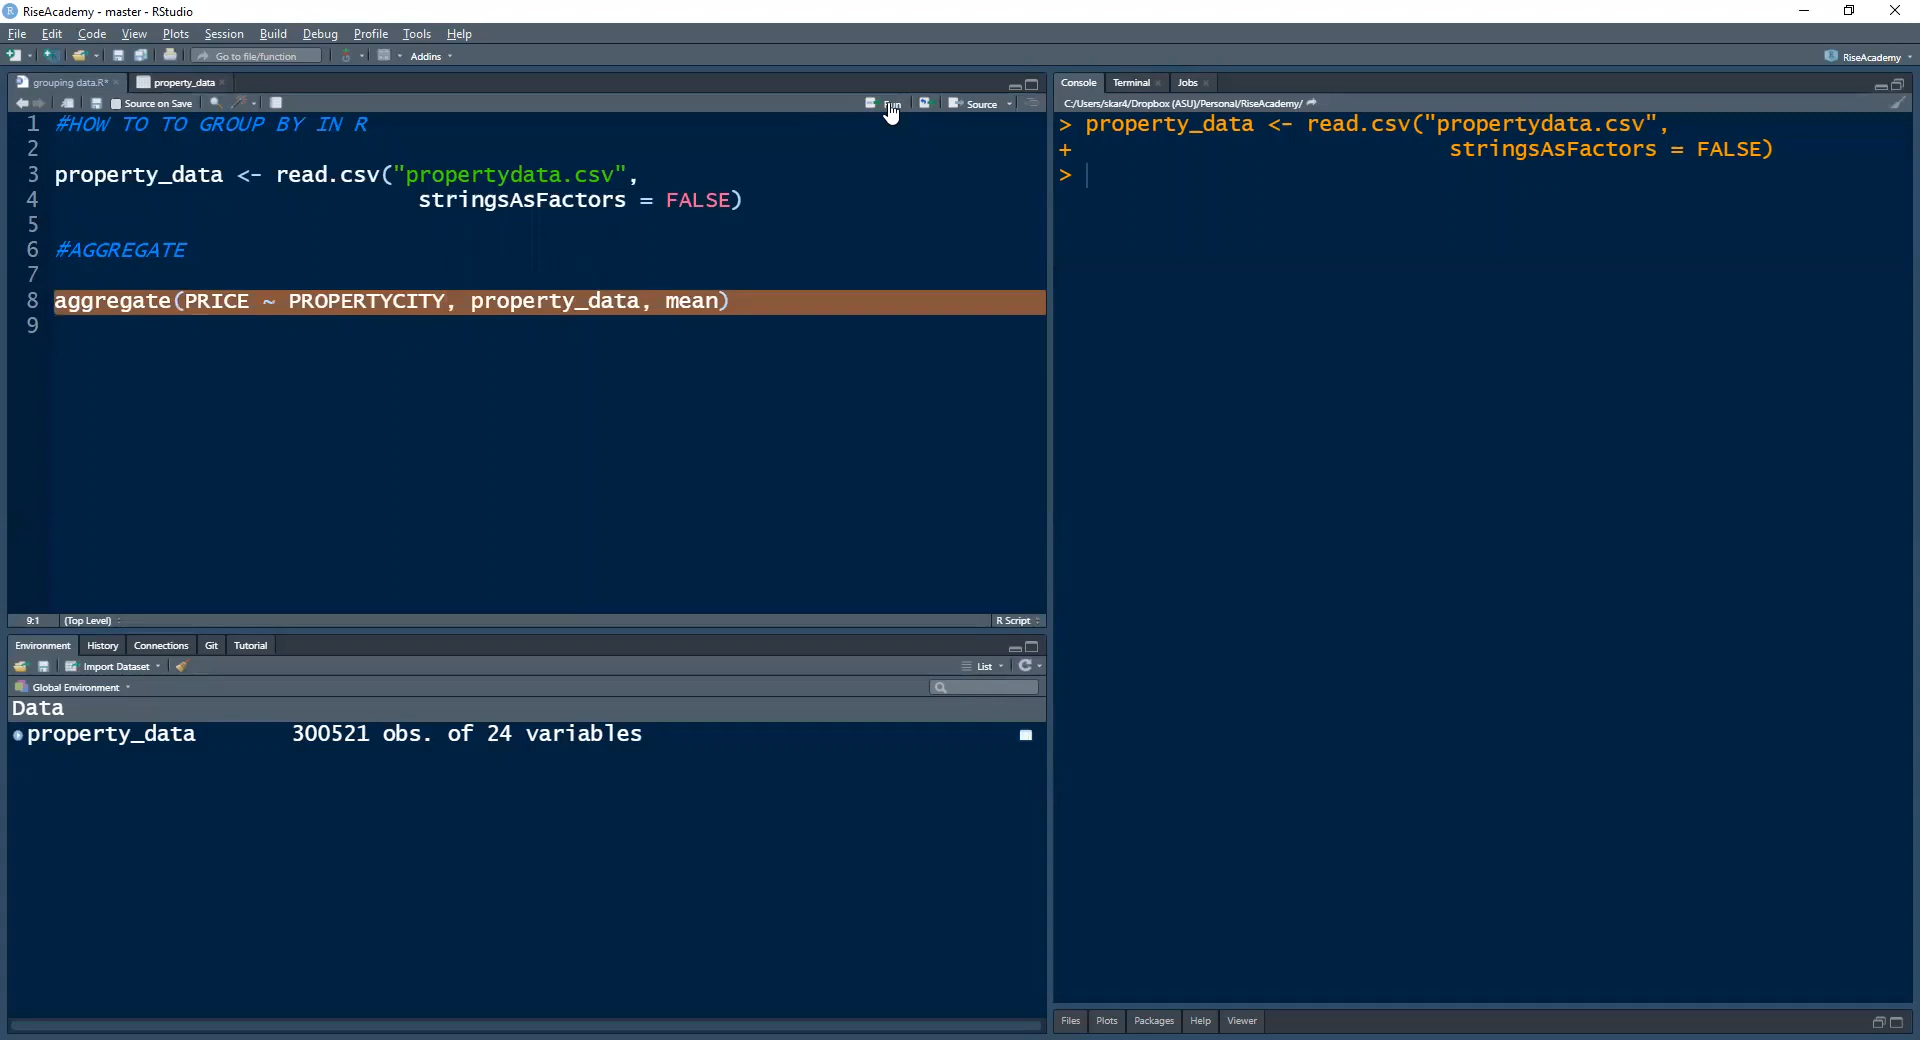 RiseAcademy - master - RStudio
File Edit Code View Plots Session Build Debug Profile Tools Help
Go to file/function Addins RiseAcademy
grouping data.R* property_data
Source on Save Run Source
1 #HOW TO TO GROUP BY IN R
2
3 property_data <- read.csv("propertydata.csv",
4 stringsAsFactors = FALSE)
5
6 #AGGREGATE
7
8 aggregate(PRICE ~ PROPERTYCITY, property_data, mean)
9
9:1 (Top Level) R Script
Environment History Connections Git Tutorial
Import Dataset List
Global Environment
Data
property_data 300521 obs. of 24 variables
Console Terminal Jobs
C:/Users/skar4/Dropbox (ASU)/Personal/RiseAcademy/
> property_data <- read.csv("propertydata.csv",
+ stringsAsFactors = FALSE)
>
Files Plots Packages Help Viewer